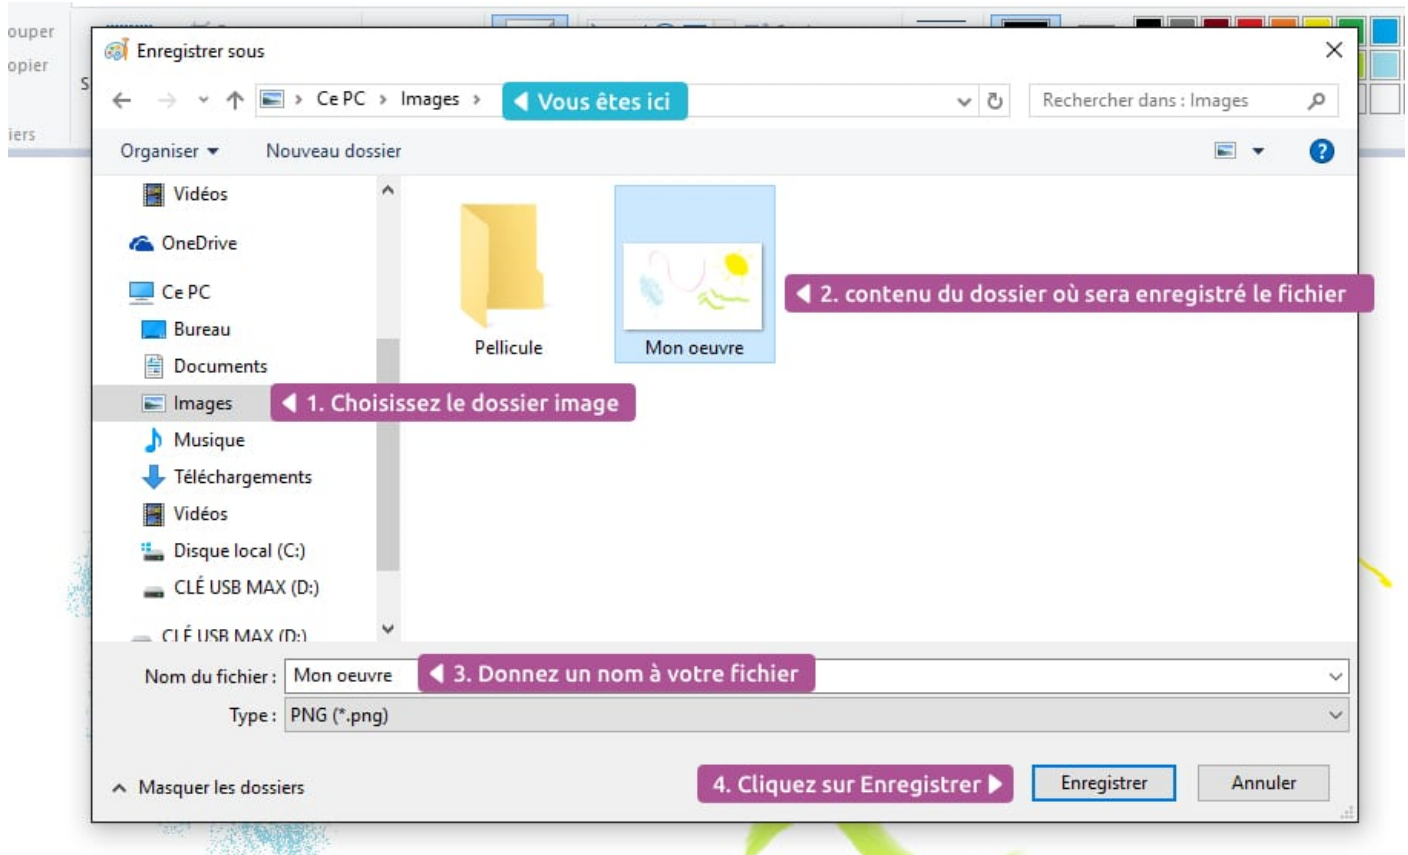 ouper
opier
S
iers
Enregistrer sous
Ce PC > Images >
Vous êtes ici
Rechercher dans : Images
Organiser
Nouveau dossier
?
Vidéos
OneDrive
Ce PC
Bureau
Documents
Images
Musique
Téléchargements
Vidéos
Disque local (C:)
CLÉ USB MAX (D:)
CLÉ USB MAX (D:)
Pellicule
Mon oeuvre
2. contenu du dossier où sera enregistré le fichier
1. Choisissez le dossier image
Nom du fichier : Mon oeuvre
3. Donnez un nom à votre fichier
Type : PNG (*.png)
Masquer les dossiers
4. Cliquez sur Enregistrer
Enregistrer
Annuler